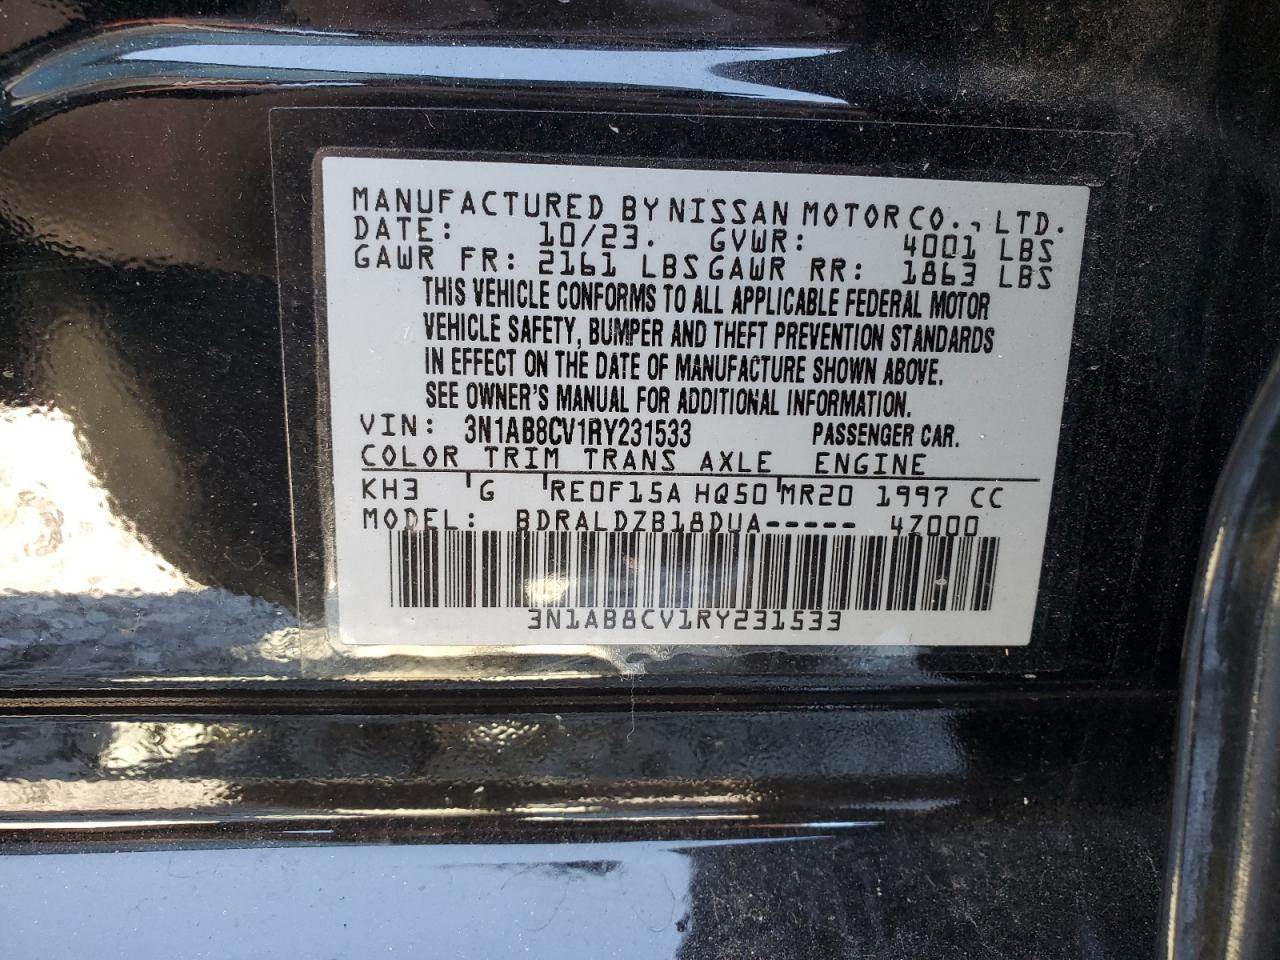 MANUFACTURED BY NISSAN MOTOR CO., LTD.
DATE: 10/23. GVWR: 4001 LBS
GAWR FR: 2161 LBS GAWR RR: 1863 LBS
THIS VEHICLE CONFORMS TO ALL APPLICABLE FEDERAL MOTOR
VEHICLE SAFETY, BUMPER AND THEFT PREVENTION STANDARDS
IN EFFECT ON THE DATE OF MANUFACTURE SHOWN ABOVE.
SEE OWNER'S MANUAL FOR ADDITIONAL INFORMATION.
VIN: 3N1AB8CV1RY231533 PASSENGER CAR.
COLOR TRIM TRANS AXLE ENGINE
KH3 G RE0F15A HQ50 MR20 1997 CC
MODEL: BDRALDZB18DUA----- 4Z000
3N1AB8CV1RY231533